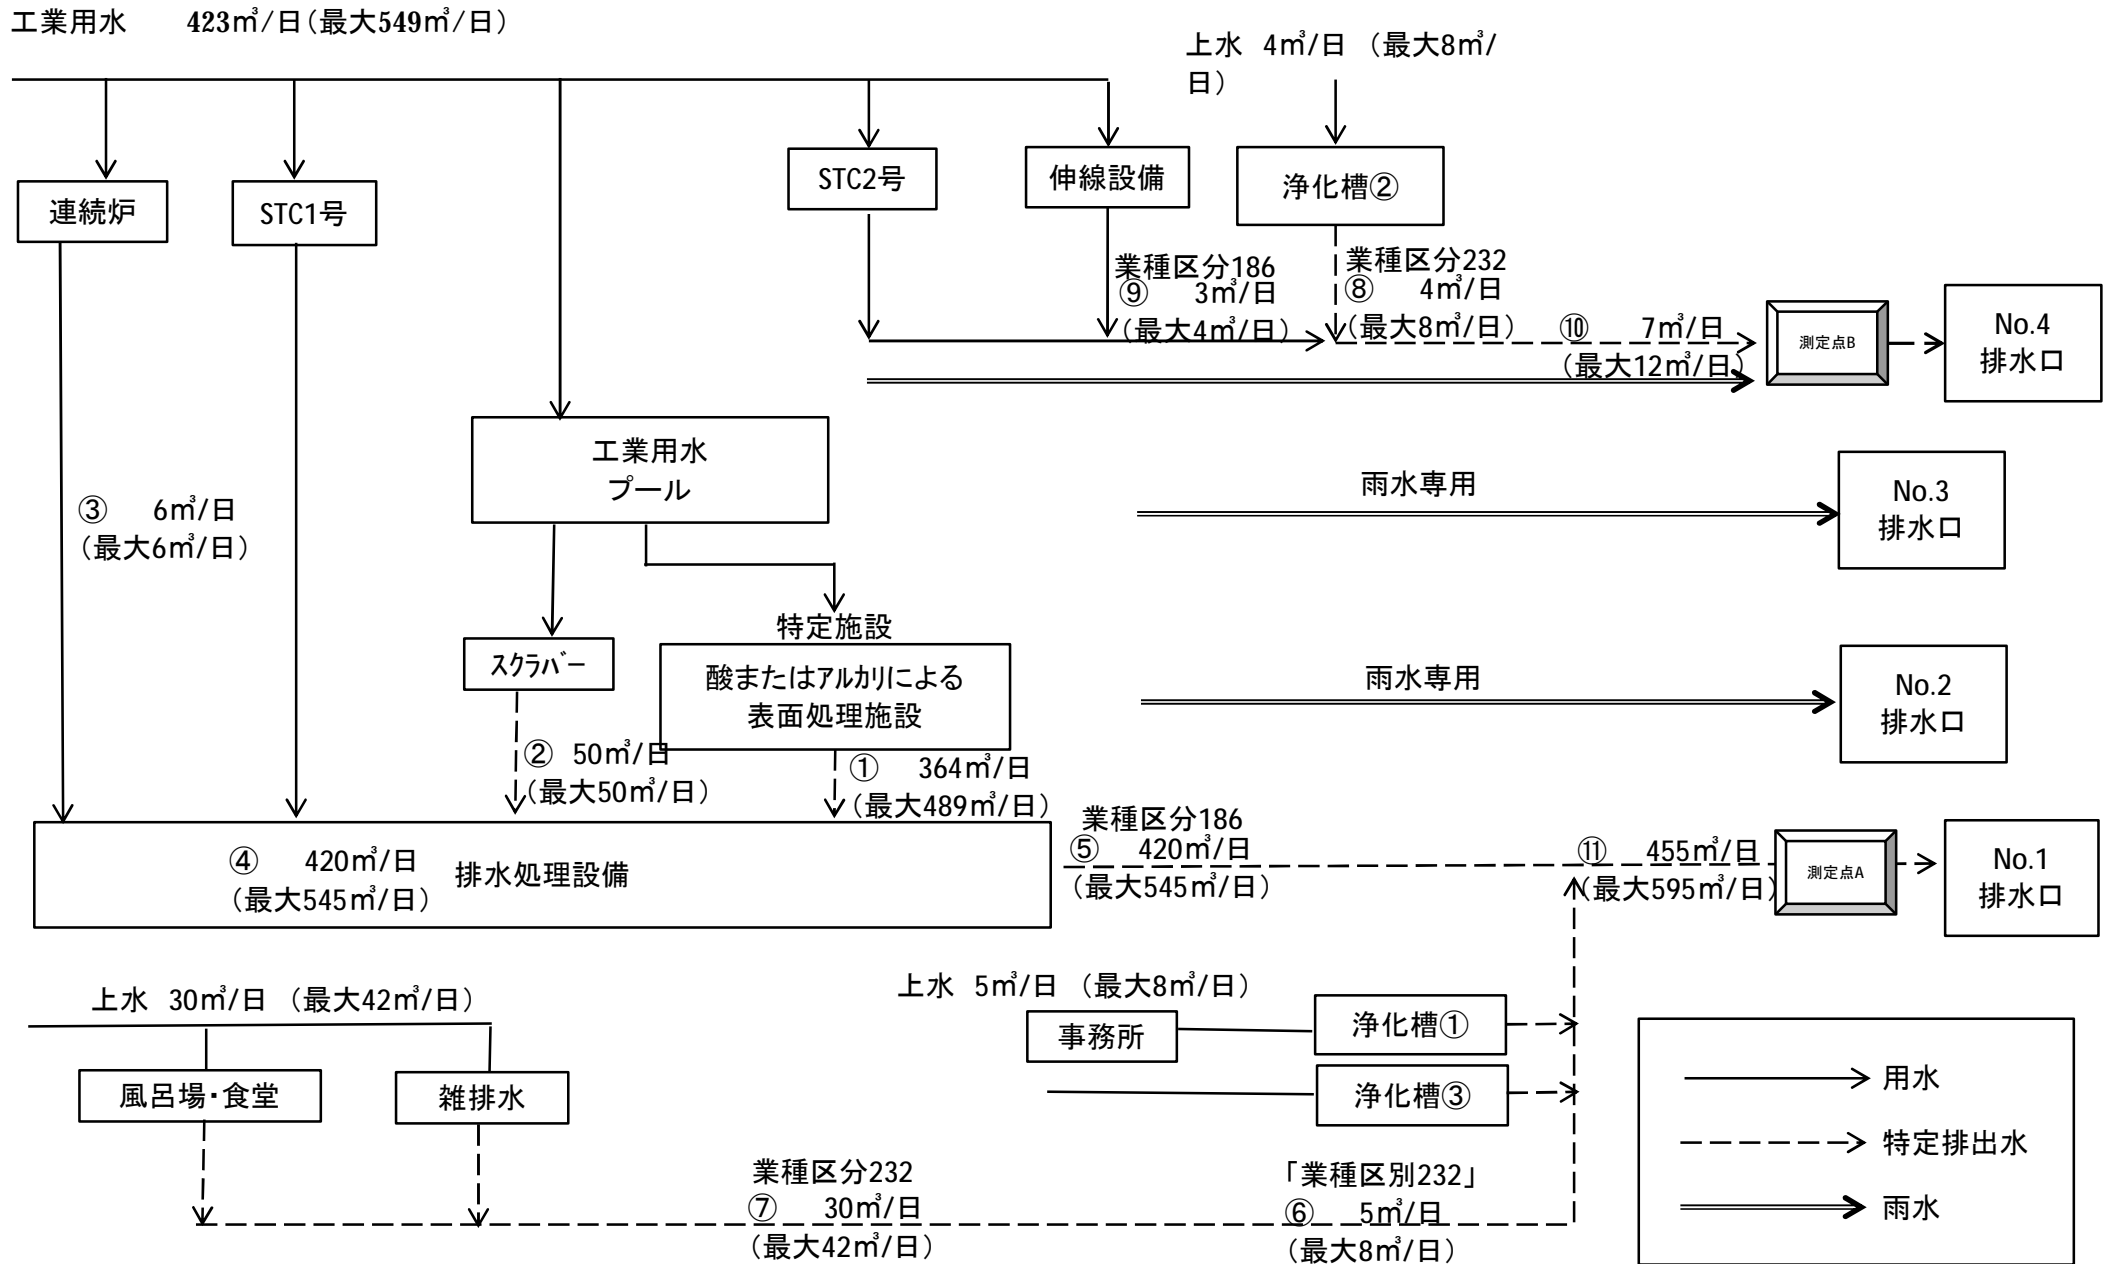 工業用水 423㎥/日(最大549㎥/日)
上水 4㎥/日 (最大8㎥/
日)
連続炉
STC1号
STC2号
伸線設備
浄化槽②
業種区分186
⑨ 3㎥/日
(最大4㎥/日)
業種区分232
⑧ 4㎥/日
(最大8㎥/日)
⑩ 7㎥/日
(最大12㎥/日)
測定点B
No.4
排水口
工業用水
プール
雨水専用
No.3
排水口
③ 6㎥/日
(最大6㎥/日)
特定施設
スクラバー
酸またはアルカリによる
表面処理施設
雨水専用
No.2
排水口
② 50㎥/日
(最大50㎥/日)
① 364㎥/日
(最大489㎥/日)
④ 420㎥/日
(最大545㎥/日)
排水処理設備
業種区分186
⑤ 420㎥/日
(最大545㎥/日)
⑪ 455㎥/日
(最大595㎥/日)
測定点A
No.1
排水口
上水 30㎥/日 (最大42㎥/日)
風呂場・食堂
雑排水
上水 5㎥/日 (最大8㎥/日)
事務所
浄化槽①
浄化槽③
業種区分232
⑦ 30㎥/日
(最大42㎥/日)
「業種区別232」
⑥ 5㎥/日
(最大8㎥/日)
用水
特定排出水
雨水